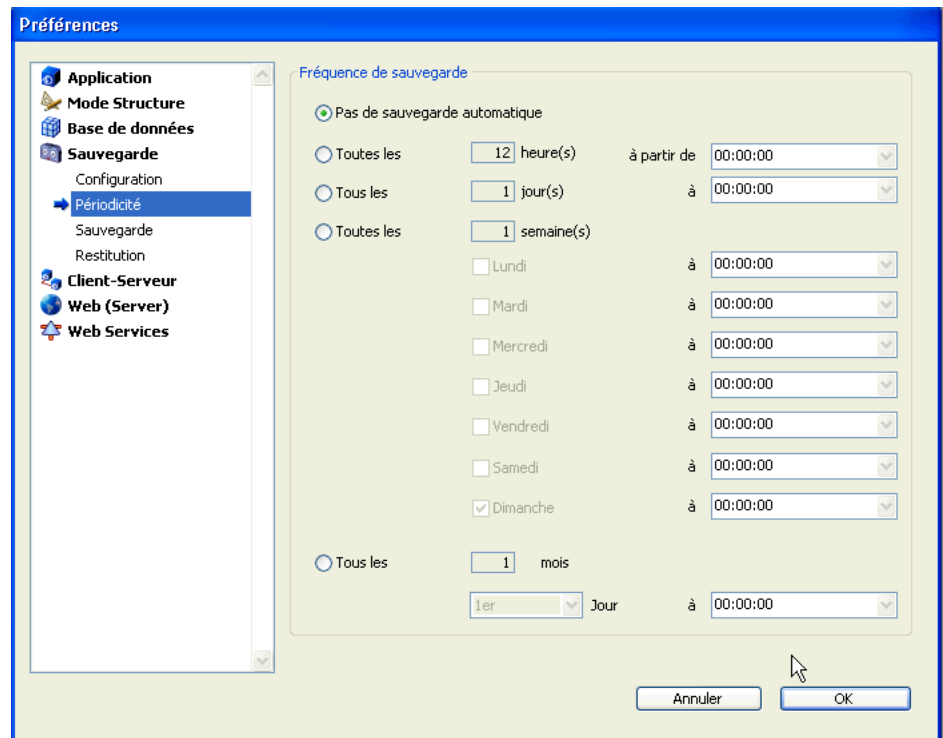 Préférences
Application
Mode Structure
Base de données
Sauvegarde
Configuration
Périodicité
Sauvegarde
Restitution
Client-Serveur
Web (Server)
Web Services
Fréquence de sauvegarde
Pas de sauvegarde automatique
Toutes les 12 heure(s) à partir de 00:00:00
Tous les 1 jour(s) à 00:00:00
Toutes les 1 semaine(s)
Lundi à 00:00:00
Mardi à 00:00:00
Mercredi à 00:00:00
Jeudi à 00:00:00
Vendredi à 00:00:00
Samedi à 00:00:00
Dimanche à 00:00:00
Tous les 1 mois
1er Jour à 00:00:00
Annuler OK